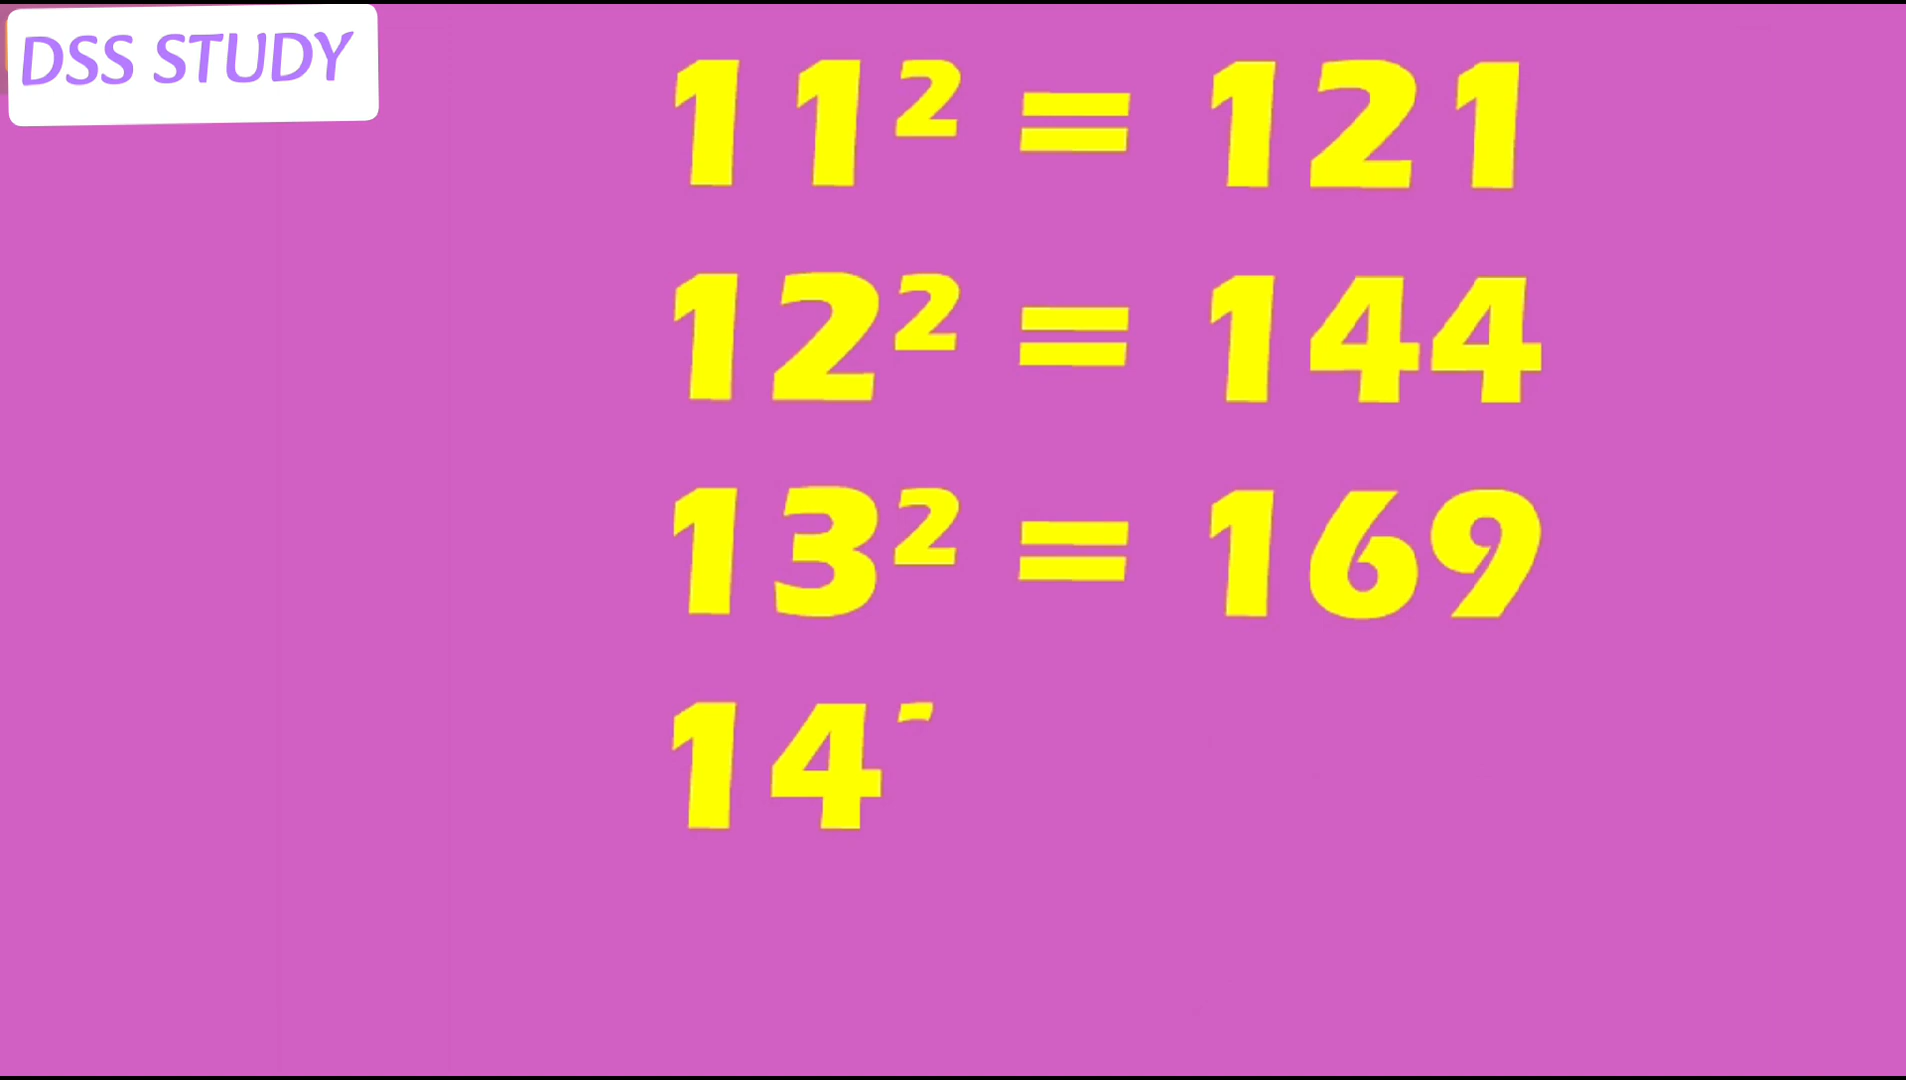 DSS STUDY
11² = 121
12² = 144
13² = 169
14